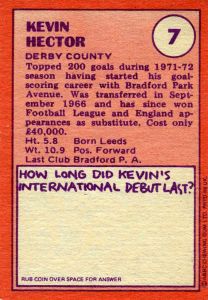 KEVIN
HECTOR
7
DERBY COUNTY
Topped 200 goals during 1971-72
season having started his goal-
scoring career with Bradford Park
Avenue. Was transferred in Sept-
ember 1966 and has since won
Football League and England ap-
pearances as substitute. Cost only
£40,000.
Ht. 5.8 Born Leeds
Wt. 10.9 Pos. Forward
Last Club Bradford P. A.
HOW LONG DID KEVIN'S
INTERNATIONAL DEBUT LAST?
RUB COIN OVER SPACE FOR ANSWER